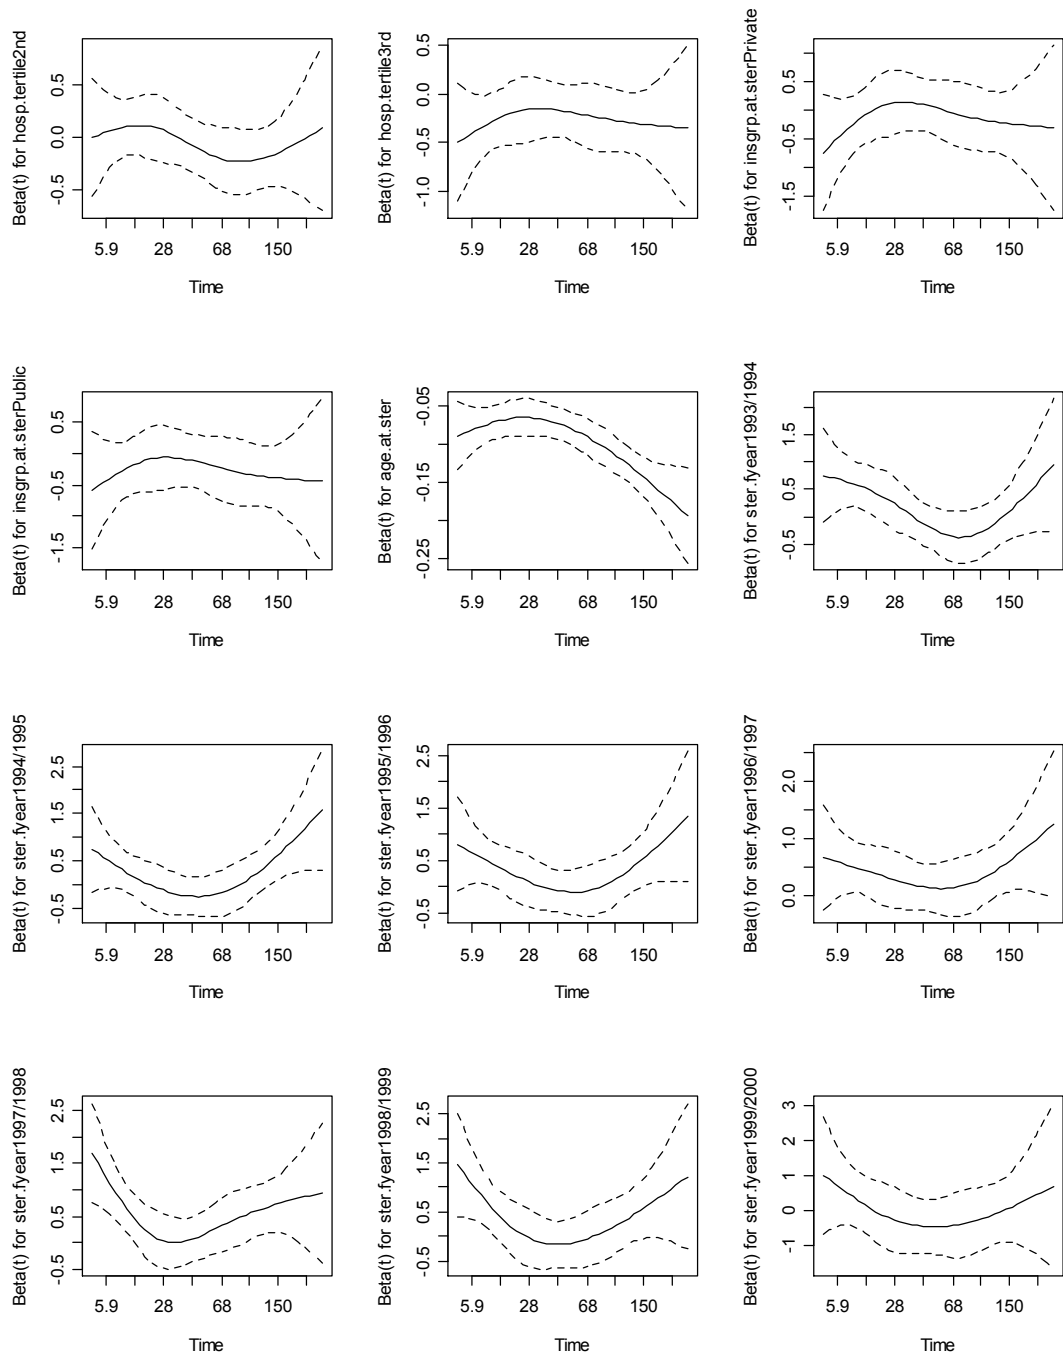 Beta(t) for hosp.tertile2nd
0.5
0.0
-0.5
5.9 28 68 150
Time
Beta(t) for hosp.tertile3rd
0.5
0.0
-0.5
-1.0
5.9 28 68 150
Time
Beta(t) for insgrp.at.sterPrivate
0.5
-0.5
-1.5
5.9 28 68 150
Time
Beta(t) for insgrp.at.sterPublic
0.5
-0.5
-1.5
5.9 28 68 150
Time
Beta(t) for age.at.ster
-0.05
-0.15
-0.25
5.9 28 68 150
Time
Beta(t) for ster.fyear1993/1994
1.5
0.5
-0.5
5.9 28 68 150
Time
Beta(t) for ster.fyear1994/1995
2.5
1.5
0.5
-0.5
5.9 28 68 150
Time
Beta(t) for ster.fyear1995/1996
2.5
1.5
0.5
-0.5
5.9 28 68 150
Time
Beta(t) for ster.fyear1996/1997
2.0
1.0
0.0
5.9 28 68 150
Time
Beta(t) for ster.fyear1997/1998
2.5
1.5
0.5
-0.5
5.9 28 68 150
Time
Beta(t) for ster.fyear1998/1999
2.5
1.5
0.5
-0.5
5.9 28 68 150
Time
Beta(t) for ster.fyear1999/2000
3
2
1
0
-1
5.9 28 68 150
Time